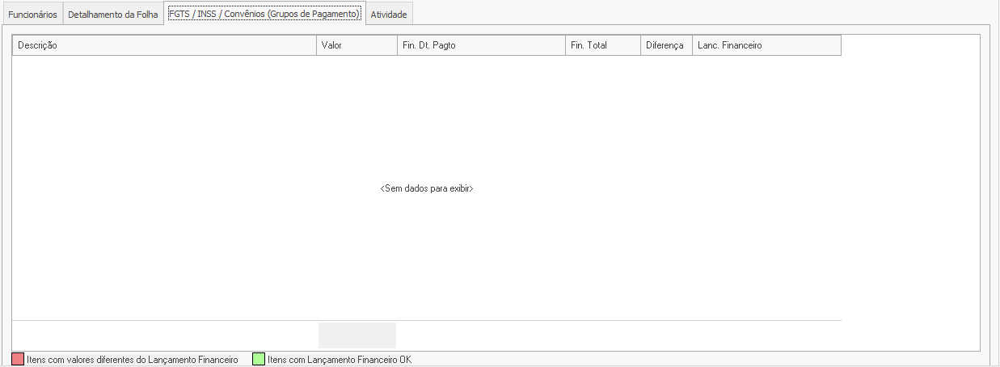 Funcionários Detalhamento da Folha FGTS / INSS / Convênios (Grupos de Pagamento) Atividade
Descrição Valor Fin. Dt. Pagto Fin. Total Diferença Lanc. Financeiro
<Sem dados para exibir>
Itens com valores diferentes do Lançamento Financeiro Itens com Lançamento Financeiro OK